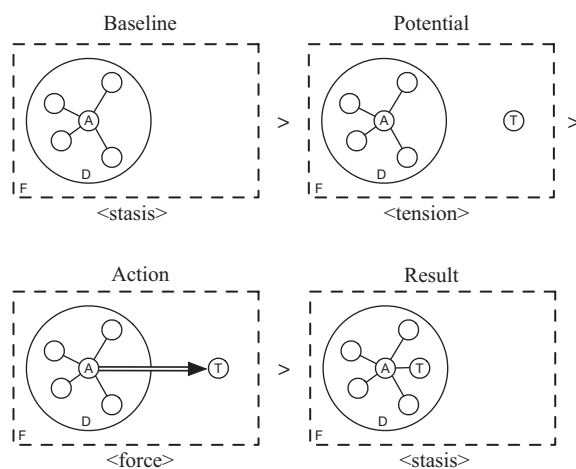 Baseline Potential
A A T
> >
D D
F F
<stasis> <tension>
Action Result
A T A T
>
D D
F F
<force> <stasis>